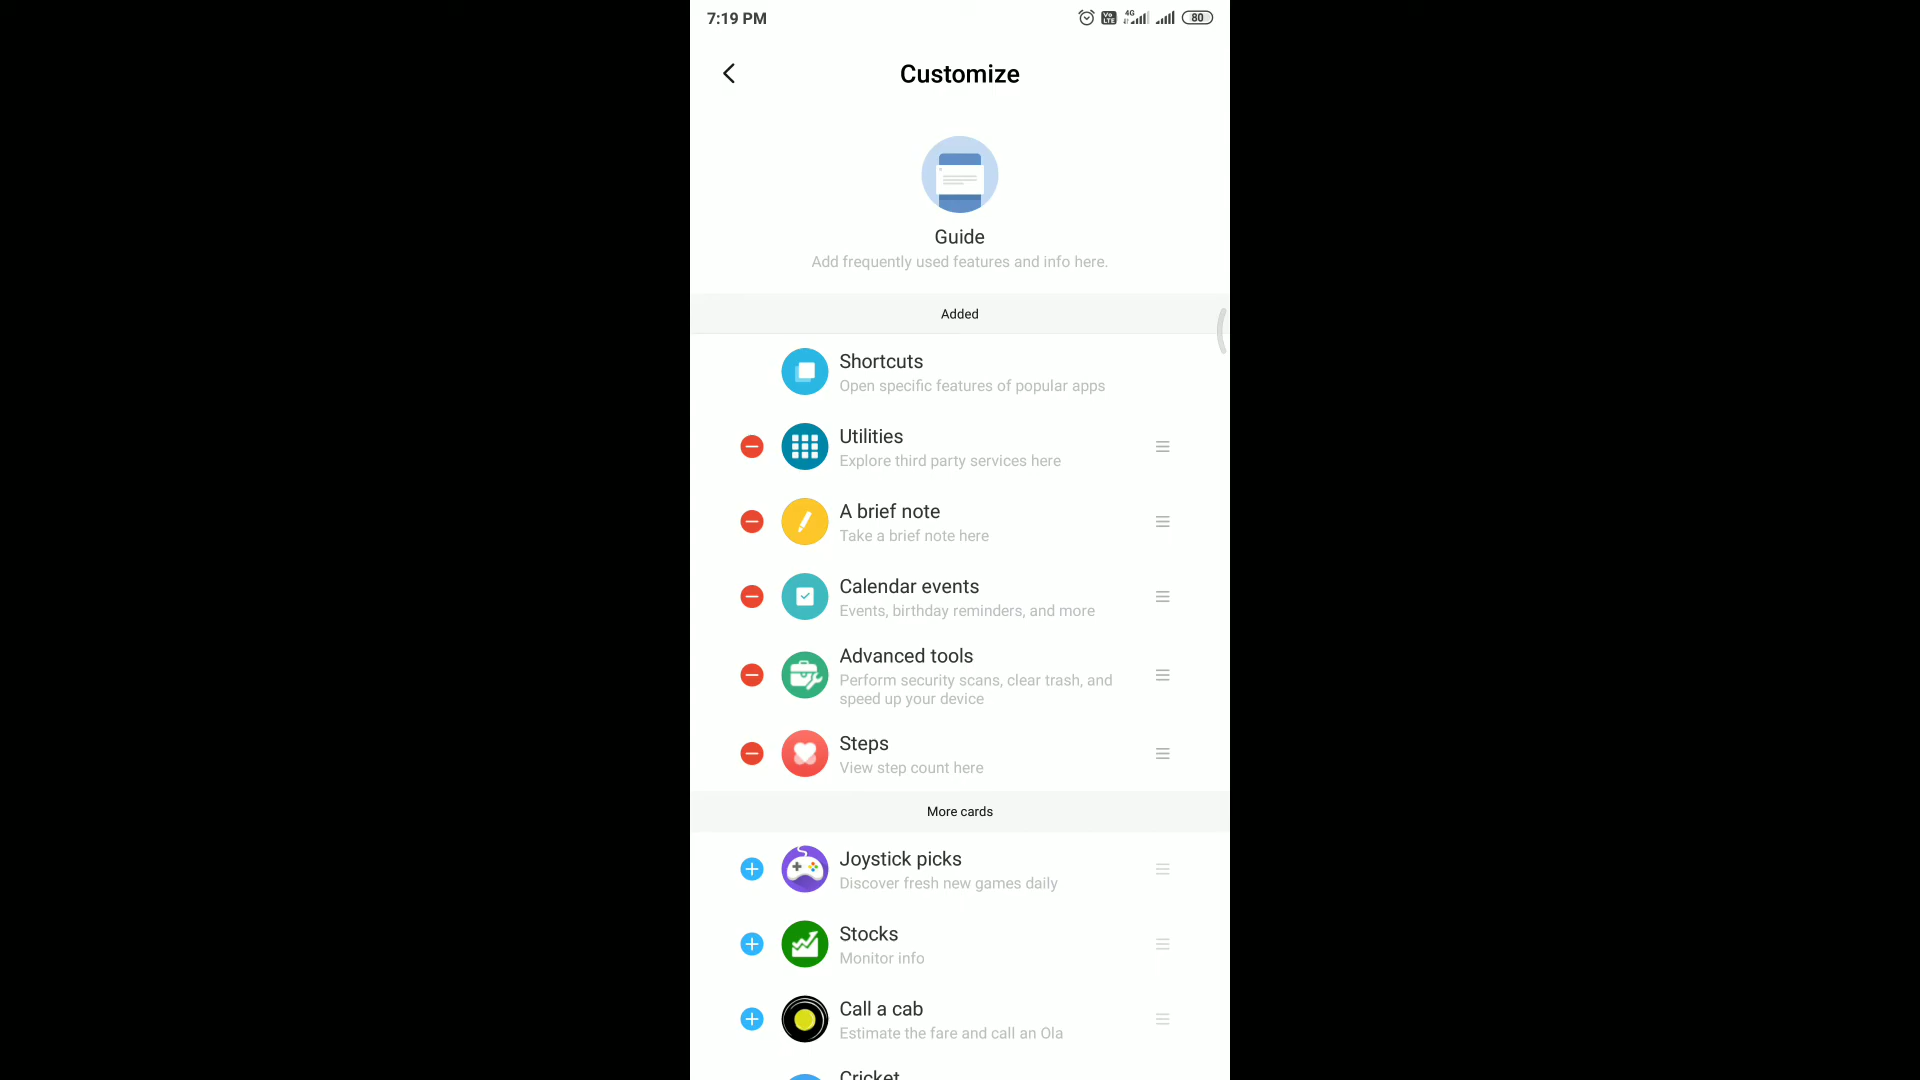 7:19 PM
Vo LTE 4G 80
Customize
Guide
Add frequently used features and info here.
Added
Shortcuts
Open specific features of popular apps
Utilities
Explore third party services here
A brief note
Take a brief note here
Calendar events
Events, birthday reminders, and more
Advanced tools
Perform security scans, clear trash, and
speed up your device
Steps
View step count here
More cards
Joystick picks
Discover fresh new games daily
Stocks
Monitor info
Call a cab
Estimate the fare and call an Ola
Cricket